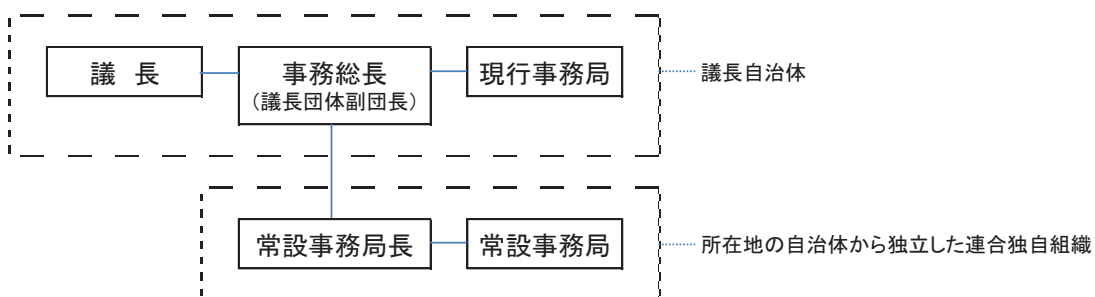 議 長
事務総長
（議長団体副団長）
現行事務局
議長自治体
常設事務局長
常設事務局
所在地の自治体から独立した連合独自組織